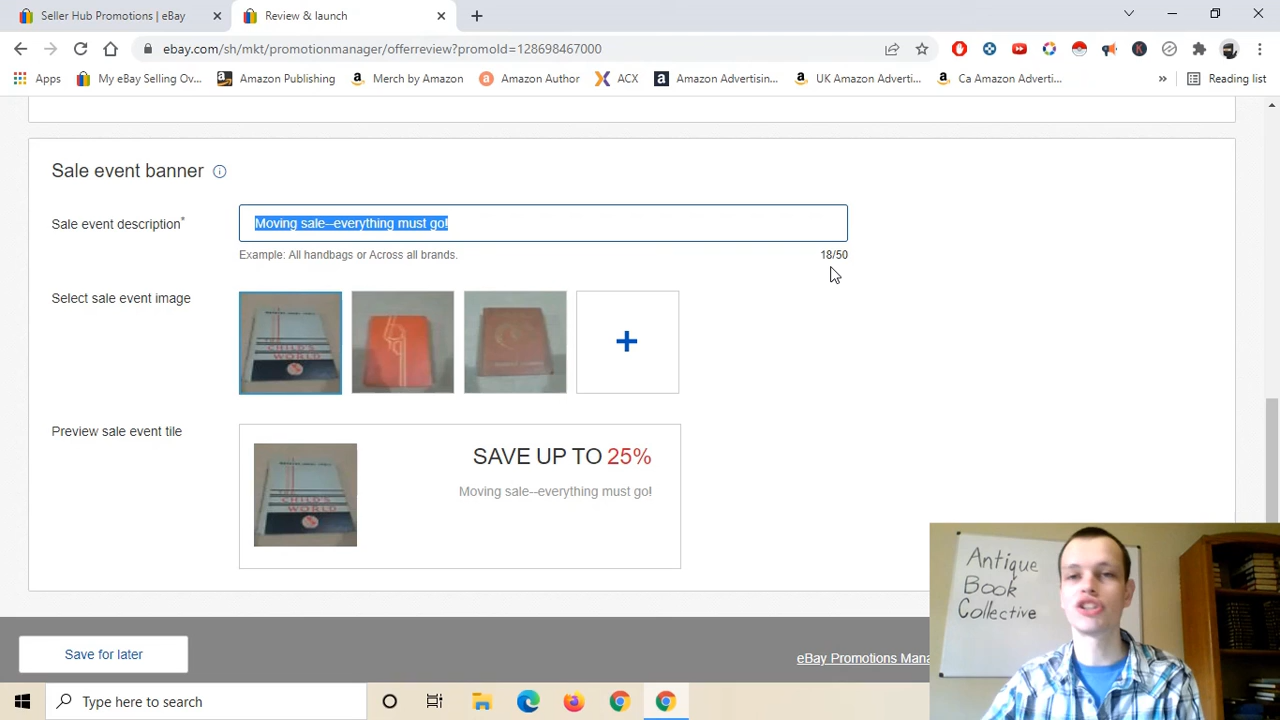 Seller Hub Promotions | eBay
Review & launch
ebay.com/sh/mkt/promotionmanager/offerreview?promoId=128698467000
Apps
My eBay Selling Ov...
Amazon Publishing
Merch by Amazon
Amazon Author
ACX
Amazon Advertisin...
UK Amazon Adverti...
Ca Amazon Adverti...
»
Reading list
Sale event banner
Sale event description*
Moving sale--everything must go!
Example: All handbags or Across all brands.
18/50
Select sale event image
CHILD'S
WORLD
Preview sale event tile
CHILD'S
WORLD
SAVE UP TO 25%
Moving sale--everything must go!
Antique
Book
Collective
Save for later
eBay Promotions Mana
Type here to search